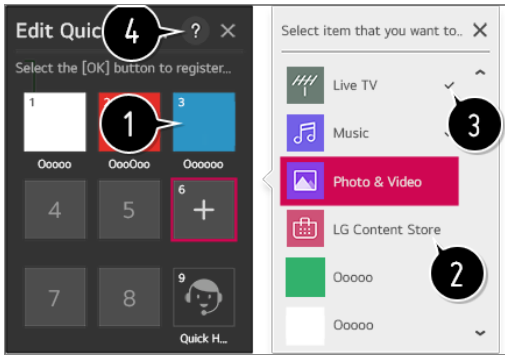 Edit Quic
4
?
Select the [OK] button to register...
1
3
1
Ooooo
OooOoo
Oooooo
4
5
6
7
8
9
Quick H...
Select item that you want to..
Live TV
3
Music
Photo & Video
LG Content Store
2
Ooooo
Ooooo